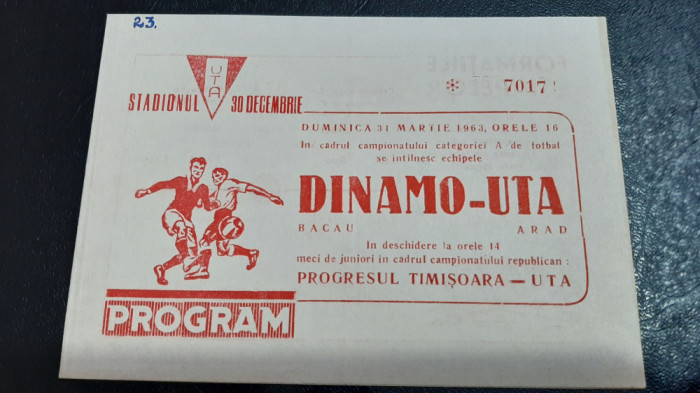 23.
UTA
STADIONUL 30 DECEMBRIE
* 7017
DUMINICA 31 MARTIE 1963, ORELE 16
In cadrul campionatului categoriei A de fotbal
se intilnesc echipele
DINAMO-UTA
BACAU ARAD
In deschidere la orele 14
meci de juniori in cadrul campionatului republican :
PROGRESUL TIMIȘOARA — UTA
PROGRAM